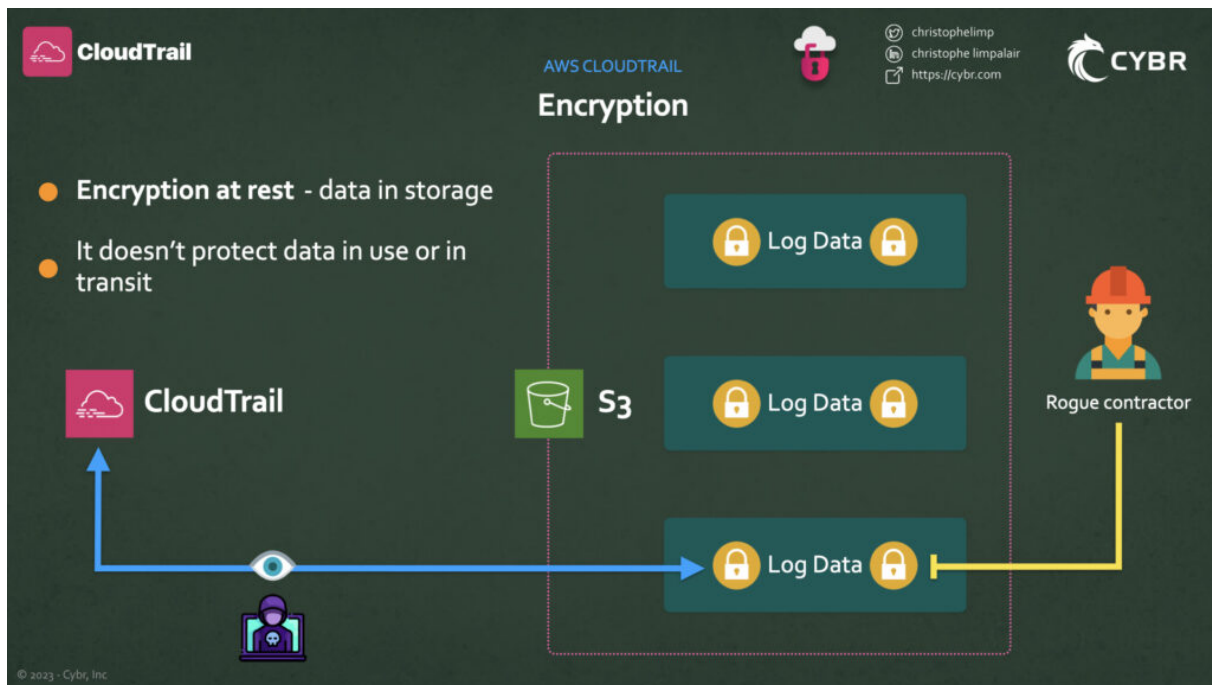 CloudTrail
AWS CLOUDTRAIL
Encryption
christophelimp
christophe limpalair
https://cybr.com
CYBR
Encryption at rest - data in storage
It doesn't protect data in use or in
transit
CloudTrail
S3
Log Data
Log Data
Log Data
Rogue contractor
© 2023 - Cybr, Inc